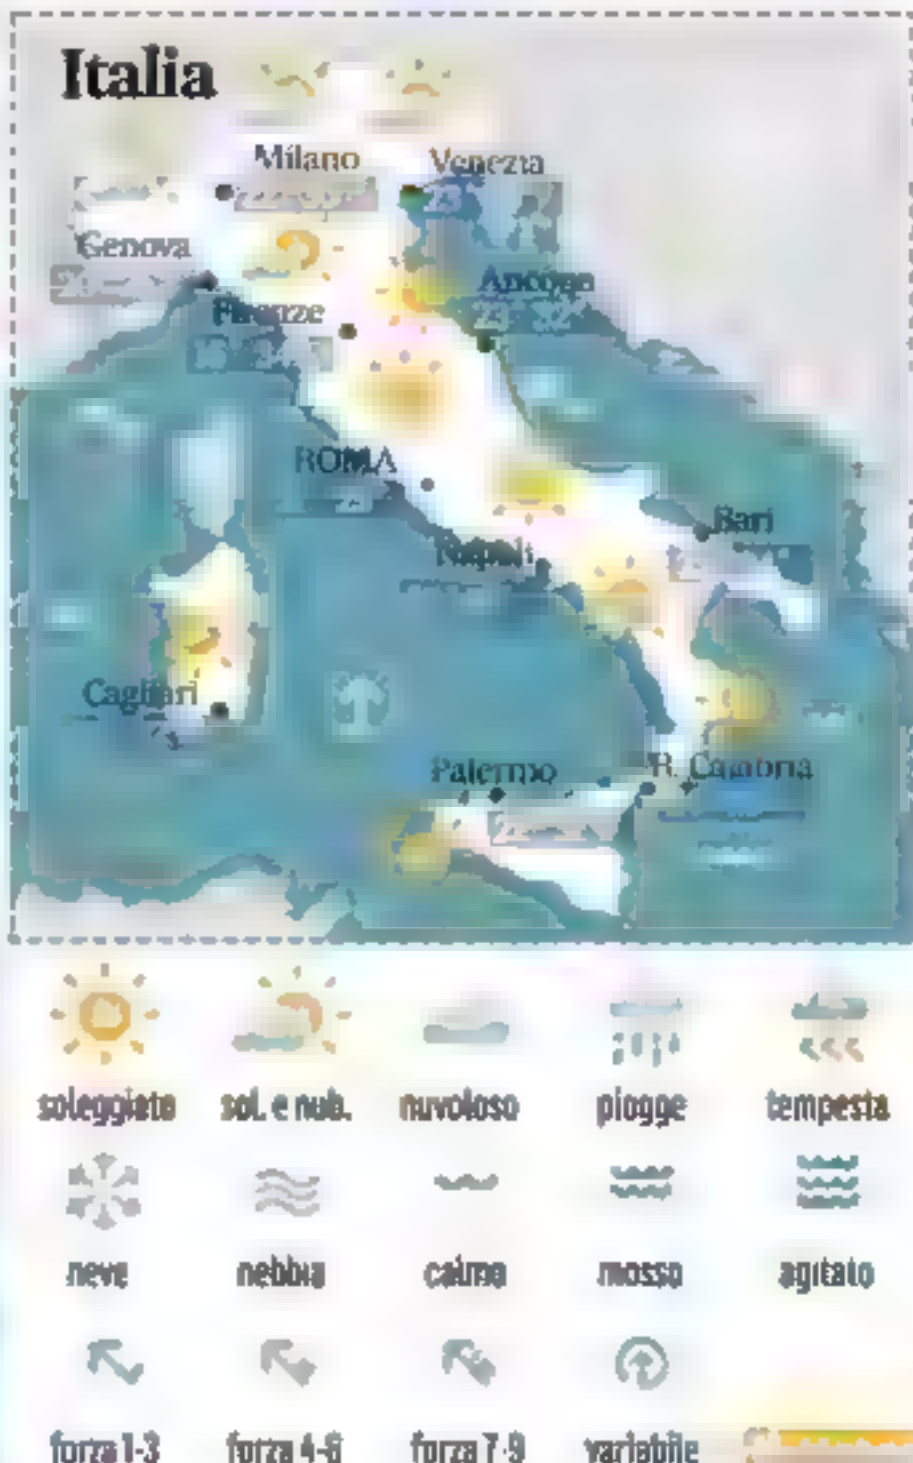 Italia
Milano
Venezia
Genova
Ancona
Firenze
ROMA
Bari
Napoli
Cagliari
Palermo
R. Calabria
soleggiato sol. e nub. nuvoloso piogge tempesta
neve nebbia calmo mosso agitato
forza 1-3 forza 4-6 forza 7-9 variabile